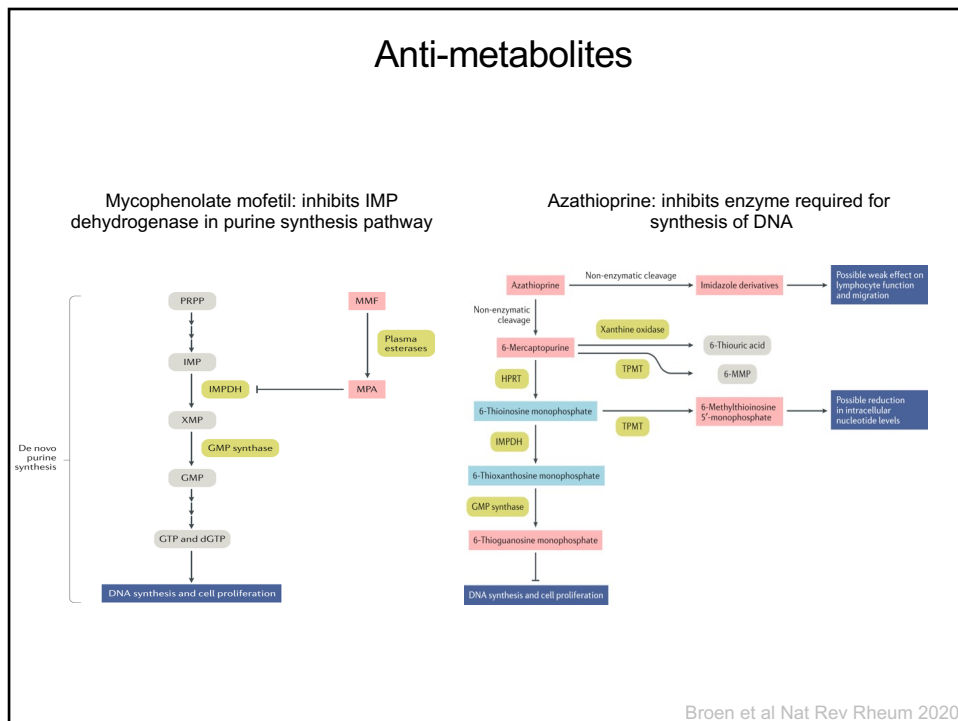 Anti-metabolites
Mycophenolate mofetil: inhibits IMP
dehydrogenase in purine synthesis pathway
De novo
purine
synthesis
PRPP
IMP
IMPDH
XMP
GMP synthase
GMP
GTP and dGTP
DNA synthesis and cell proliferation
MMF
Plasma
esterases
MPA
Azathioprine: inhibits enzyme required for
synthesis of DNA
Azathioprine
Non-enzymatic cleavage
Imidazole derivatives
Possible weak effect on
lymphocyte function
and migration
Non-enzymatic
cleavage
6-Mercaptopurine
Xanthine oxidase
6-Thiouric acid
TPMT
6-MMP
HPRT
6-Thioinosine monophosphate
TPMT
6-Methylthioinosine
5′-monophosphate
Possible reduction
in intracellular
nucleotide levels
IMPDH
6-Thioxanthosine monophosphate
GMP synthase
6-Thioguanosine monophosphate
DNA synthesis and cell proliferation
Broen et al Nat Rev Rheum 2020